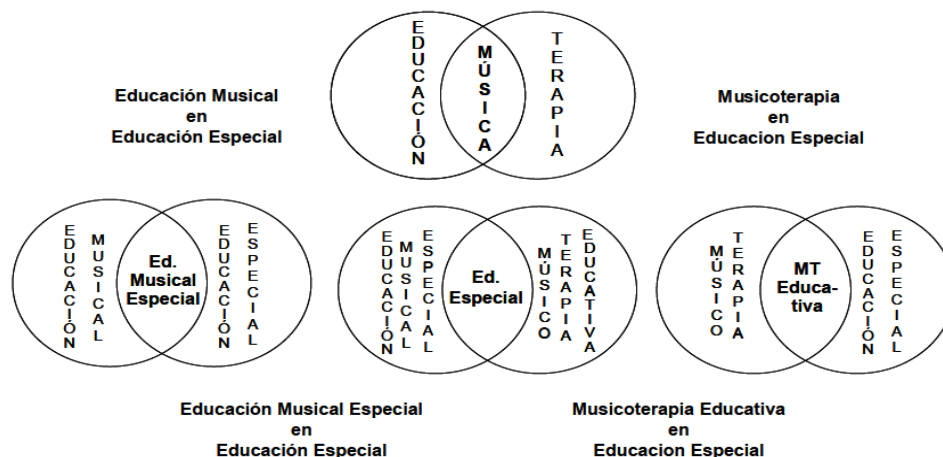 EDUCACIÓN
MÚSICA
TERAPIA
Educación Musical
en
Educación Especial
Musicoterapia
en
Educacion Especial
EDUCACIÓN
MUSICAL
Ed.
Musical
Especial
EDUCACIÓN
ESPECIAL
EDUCACIÓN
MUSICAL
ESPECIAL
Ed.
Especial
MÚSICO
TERAPIA
EDUCATIVA
MÚSICO
TERAPIA
MT
Educa-
tiva
EDUCACIÓN
ESPECIAL
Educación Musical Especial
en
Educación Especial
Musicoterapia Educativa
en
Educacion Especial